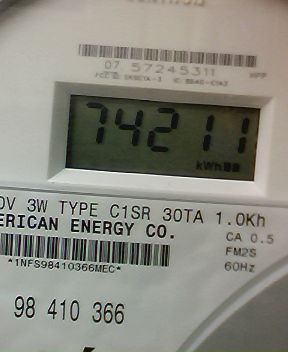 07 57245311
HPP
74211
kWh
0V 3W TYPE C1SR 30TA 1.0Kh
ERICAN ENERGY CO.
CA 0.5
FM2S
*1NFS98410366MEC*
60Hz
98 410 366